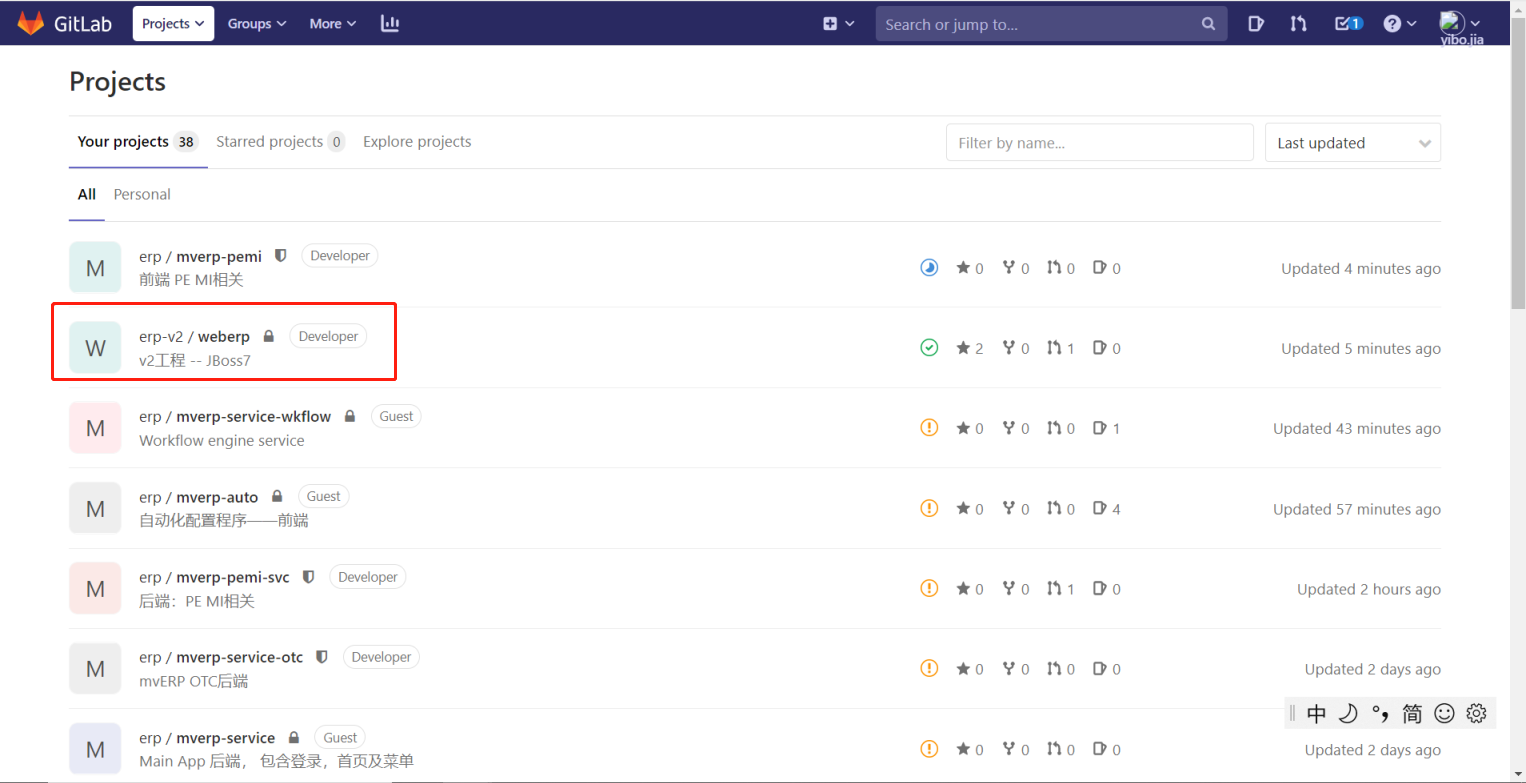 GitLab Projects Groups More Search or jump to... 1 yibo.jia
Projects
Your projects 38 Starred projects 0 Explore projects Filter by name... Last updated
All Personal
M erp / mverp-pemi Developer 0 0 0 0 Updated 4 minutes ago
前端 PE MI相关
W erp-v2 / weberp Developer 2 0 1 0 Updated 5 minutes ago
v2工程 -- JBoss7
M erp / mverp-service-wkflow Guest 0 0 0 1 Updated 43 minutes ago
Workflow engine service
M erp / mverp-auto Guest 0 0 0 4 Updated 57 minutes ago
自动化配置程序——前端
M erp / mverp-pemi-svc Developer 0 0 1 0 Updated 2 hours ago
后端：PE MI相关
M erp / mverp-service-otc Developer 0 0 0 0 Updated 2 days ago
mvERP OTC后端
中 °, 简
M erp / mverp-service Guest 0 0 0 0 Updated 2 days ago
Main App 后端， 包含登录，首页及菜单